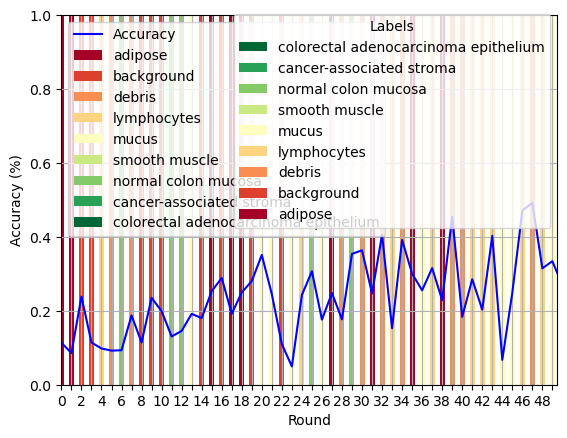 1.0
0.8
0.6
0.4
0.2
0.0
Accuracy (%)
Accuracy
adipose
background
debris
lymphocytes
mucus
smooth muscle
normal colon mucosa
cancer-associated stroma
colorectal adenocarcinoma epithelium
Labels
colorectal adenocarcinoma epithelium
cancer-associated stroma
normal colon mucosa
smooth muscle
mucus
lymphocytes
debris
background
adipose
0 2 4 6 8 10 12 14 16 18 20 22 24 26 28 30 32 34 36 38 40 42 44 46 48
Round